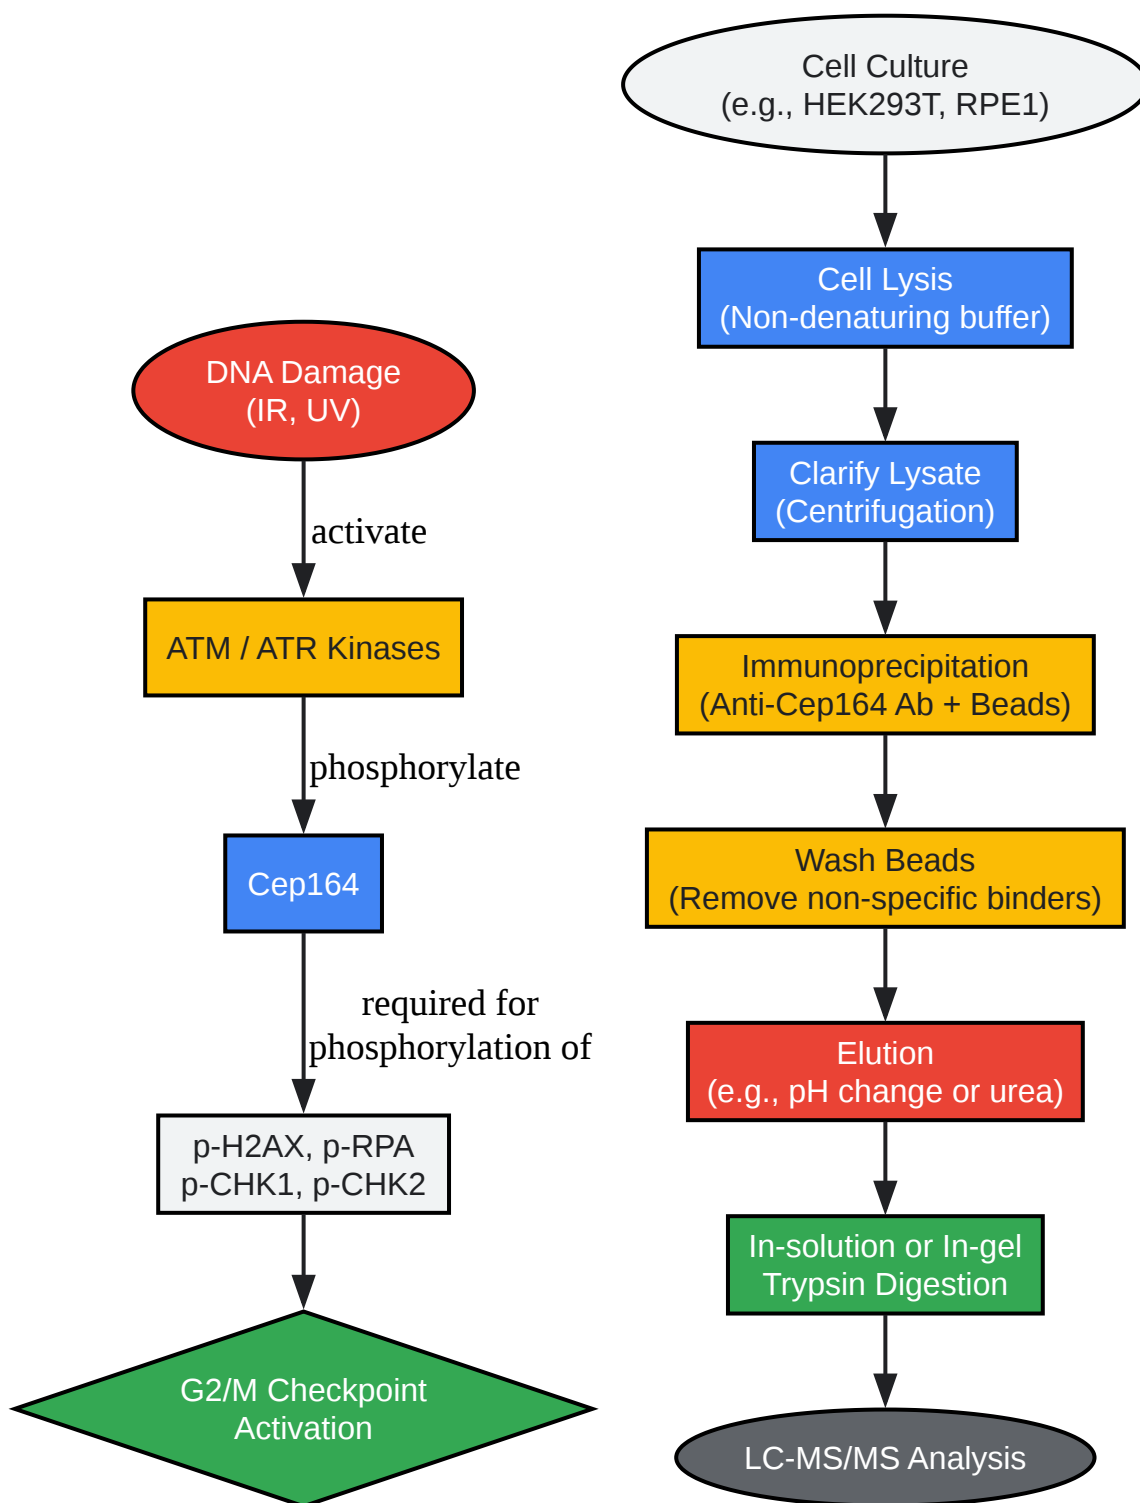 DNA Damage
(IR, UV)
activate
ATM / ATR Kinases
phosphorylate
Cep164
required for
phosphorylation of
p-H2AX, p-RPA
p-CHK1, p-CHK2
G2/M Checkpoint
Activation
Cell Culture
(e.g., HEK293T, RPE1)
Cell Lysis
(Non-denaturing buffer)
Clarify Lysate
(Centrifugation)
Immunoprecipitation
(Anti-Cep164 Ab + Beads)
Wash Beads
(Remove non-specific binders)
Elution
(e.g., pH change or urea)
In-solution or In-gel
Trypsin Digestion
LC-MS/MS Analysis